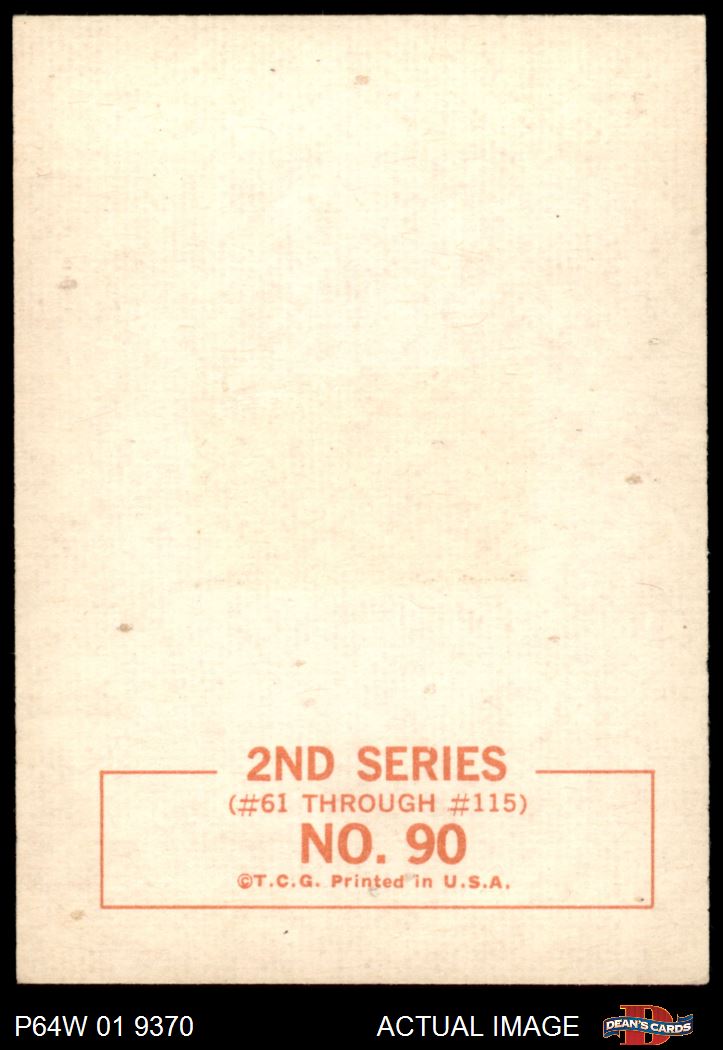 2ND SERIES
(#61 THROUGH #115)
NO. 90
©T.C.G. Printed in U.S.A.
P64W 01 9370
ACTUAL IMAGE
D
DEAN'S CARDS